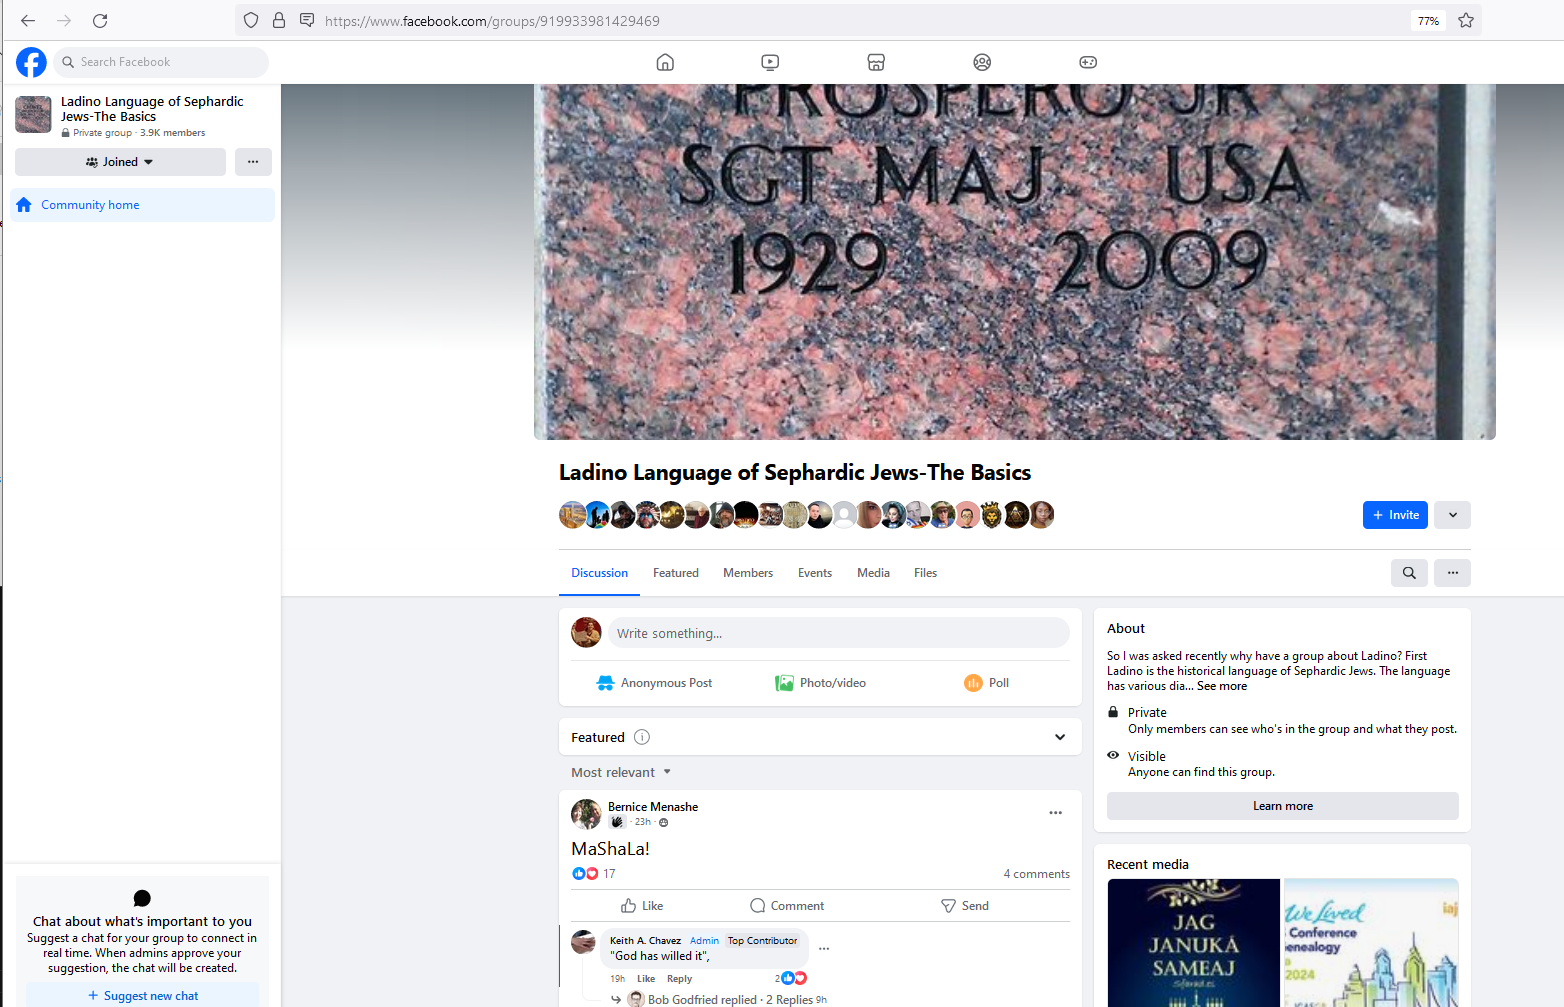 https://www.facebook.com/groups/919933981429469
77%
Search Facebook
Ladino Language of Sephardic
Jews-The Basics
Private group · 3.9K members
Joined
Community home
Chat about what's important to you
Suggest a chat for your group to connect in
real time. When admins approve your
suggestion, the chat will be created.
+ Suggest new chat
PROSPERO JR
SGT MAJ USA
1929 2009
Ladino Language of Sephardic Jews-The Basics
+ Invite
Discussion Featured Members Events Media Files
Write something...
Anonymous Post Photo/video Poll
Featured
Most relevant
Bernice Menashe
· 23h ·
MaShaLa!
17 4 comments
Like Comment Send
Keith A. Chavez Admin Top Contributor
"God has willed it",
19h Like Reply 2
Bob Godfried replied · 2 Replies 9h
About
So I was asked recently why have a group about Ladino? First
Ladino is the historical language of Sephardic Jews. The language
has various dia... See more
Private
Only members can see who's in the group and what they post.
Visible
Anyone can find this group.
Learn more
Recent media
JAG
JANUKÁ
SAMEAJ
We Lived
iaj
Conference
enealogy
2024